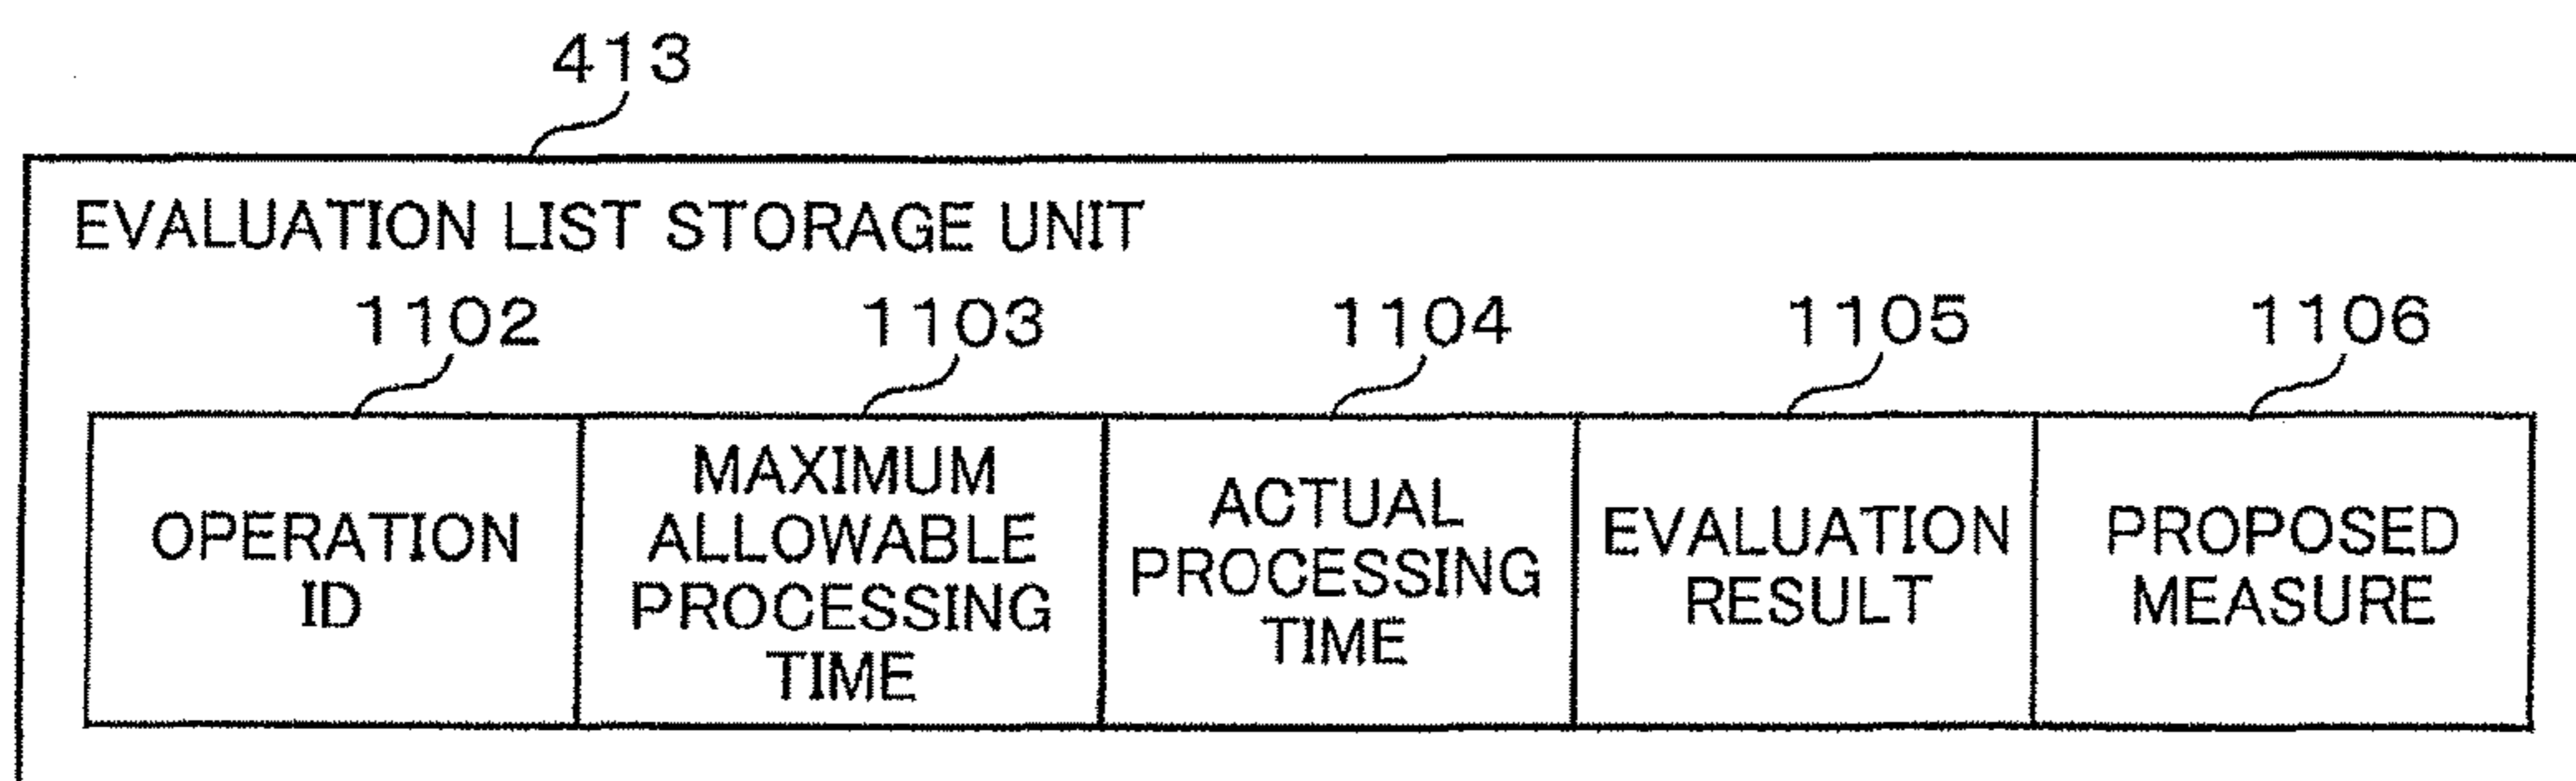 413
EVALUATION LIST STORAGE UNIT
1102 1103 1104 1105 1106
OPERATION
ID
MAXIMUM
ALLOWABLE
PROCESSING
TIME
ACTUAL
PROCESSING
TIME
EVALUATION
RESULT
PROPOSED
MEASURE